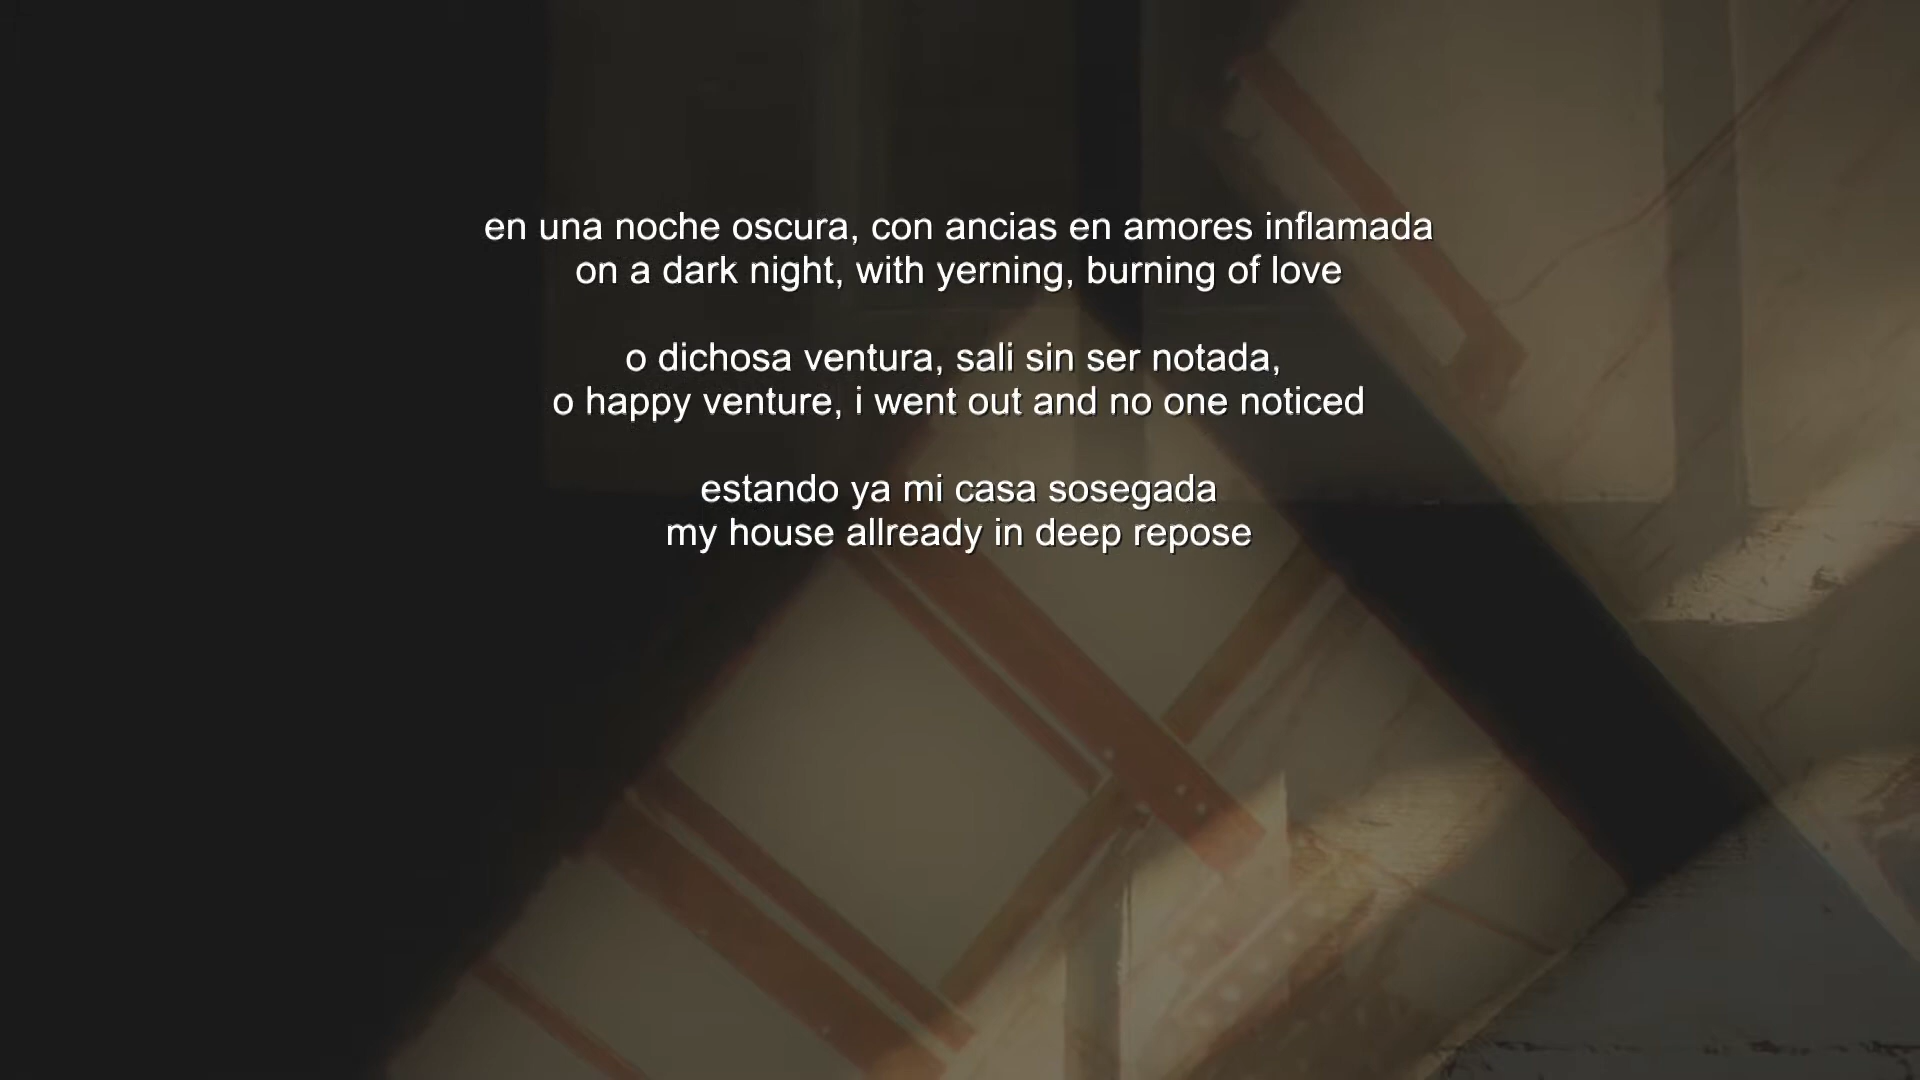 en una noche oscura, con ancias en amores inflamada
on a dark night, with yerning, burning of love
o dichosa ventura, sali sin ser notada,
o happy venture, i went out and no one noticed
estando ya mi casa sosegada
my house allready in deep repose